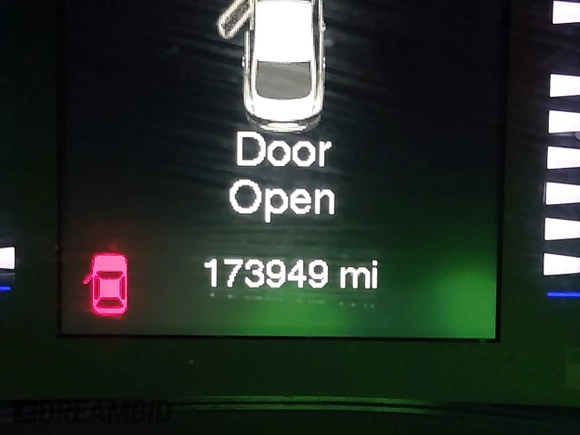 Door
Open
173949 mi
DREAMBID